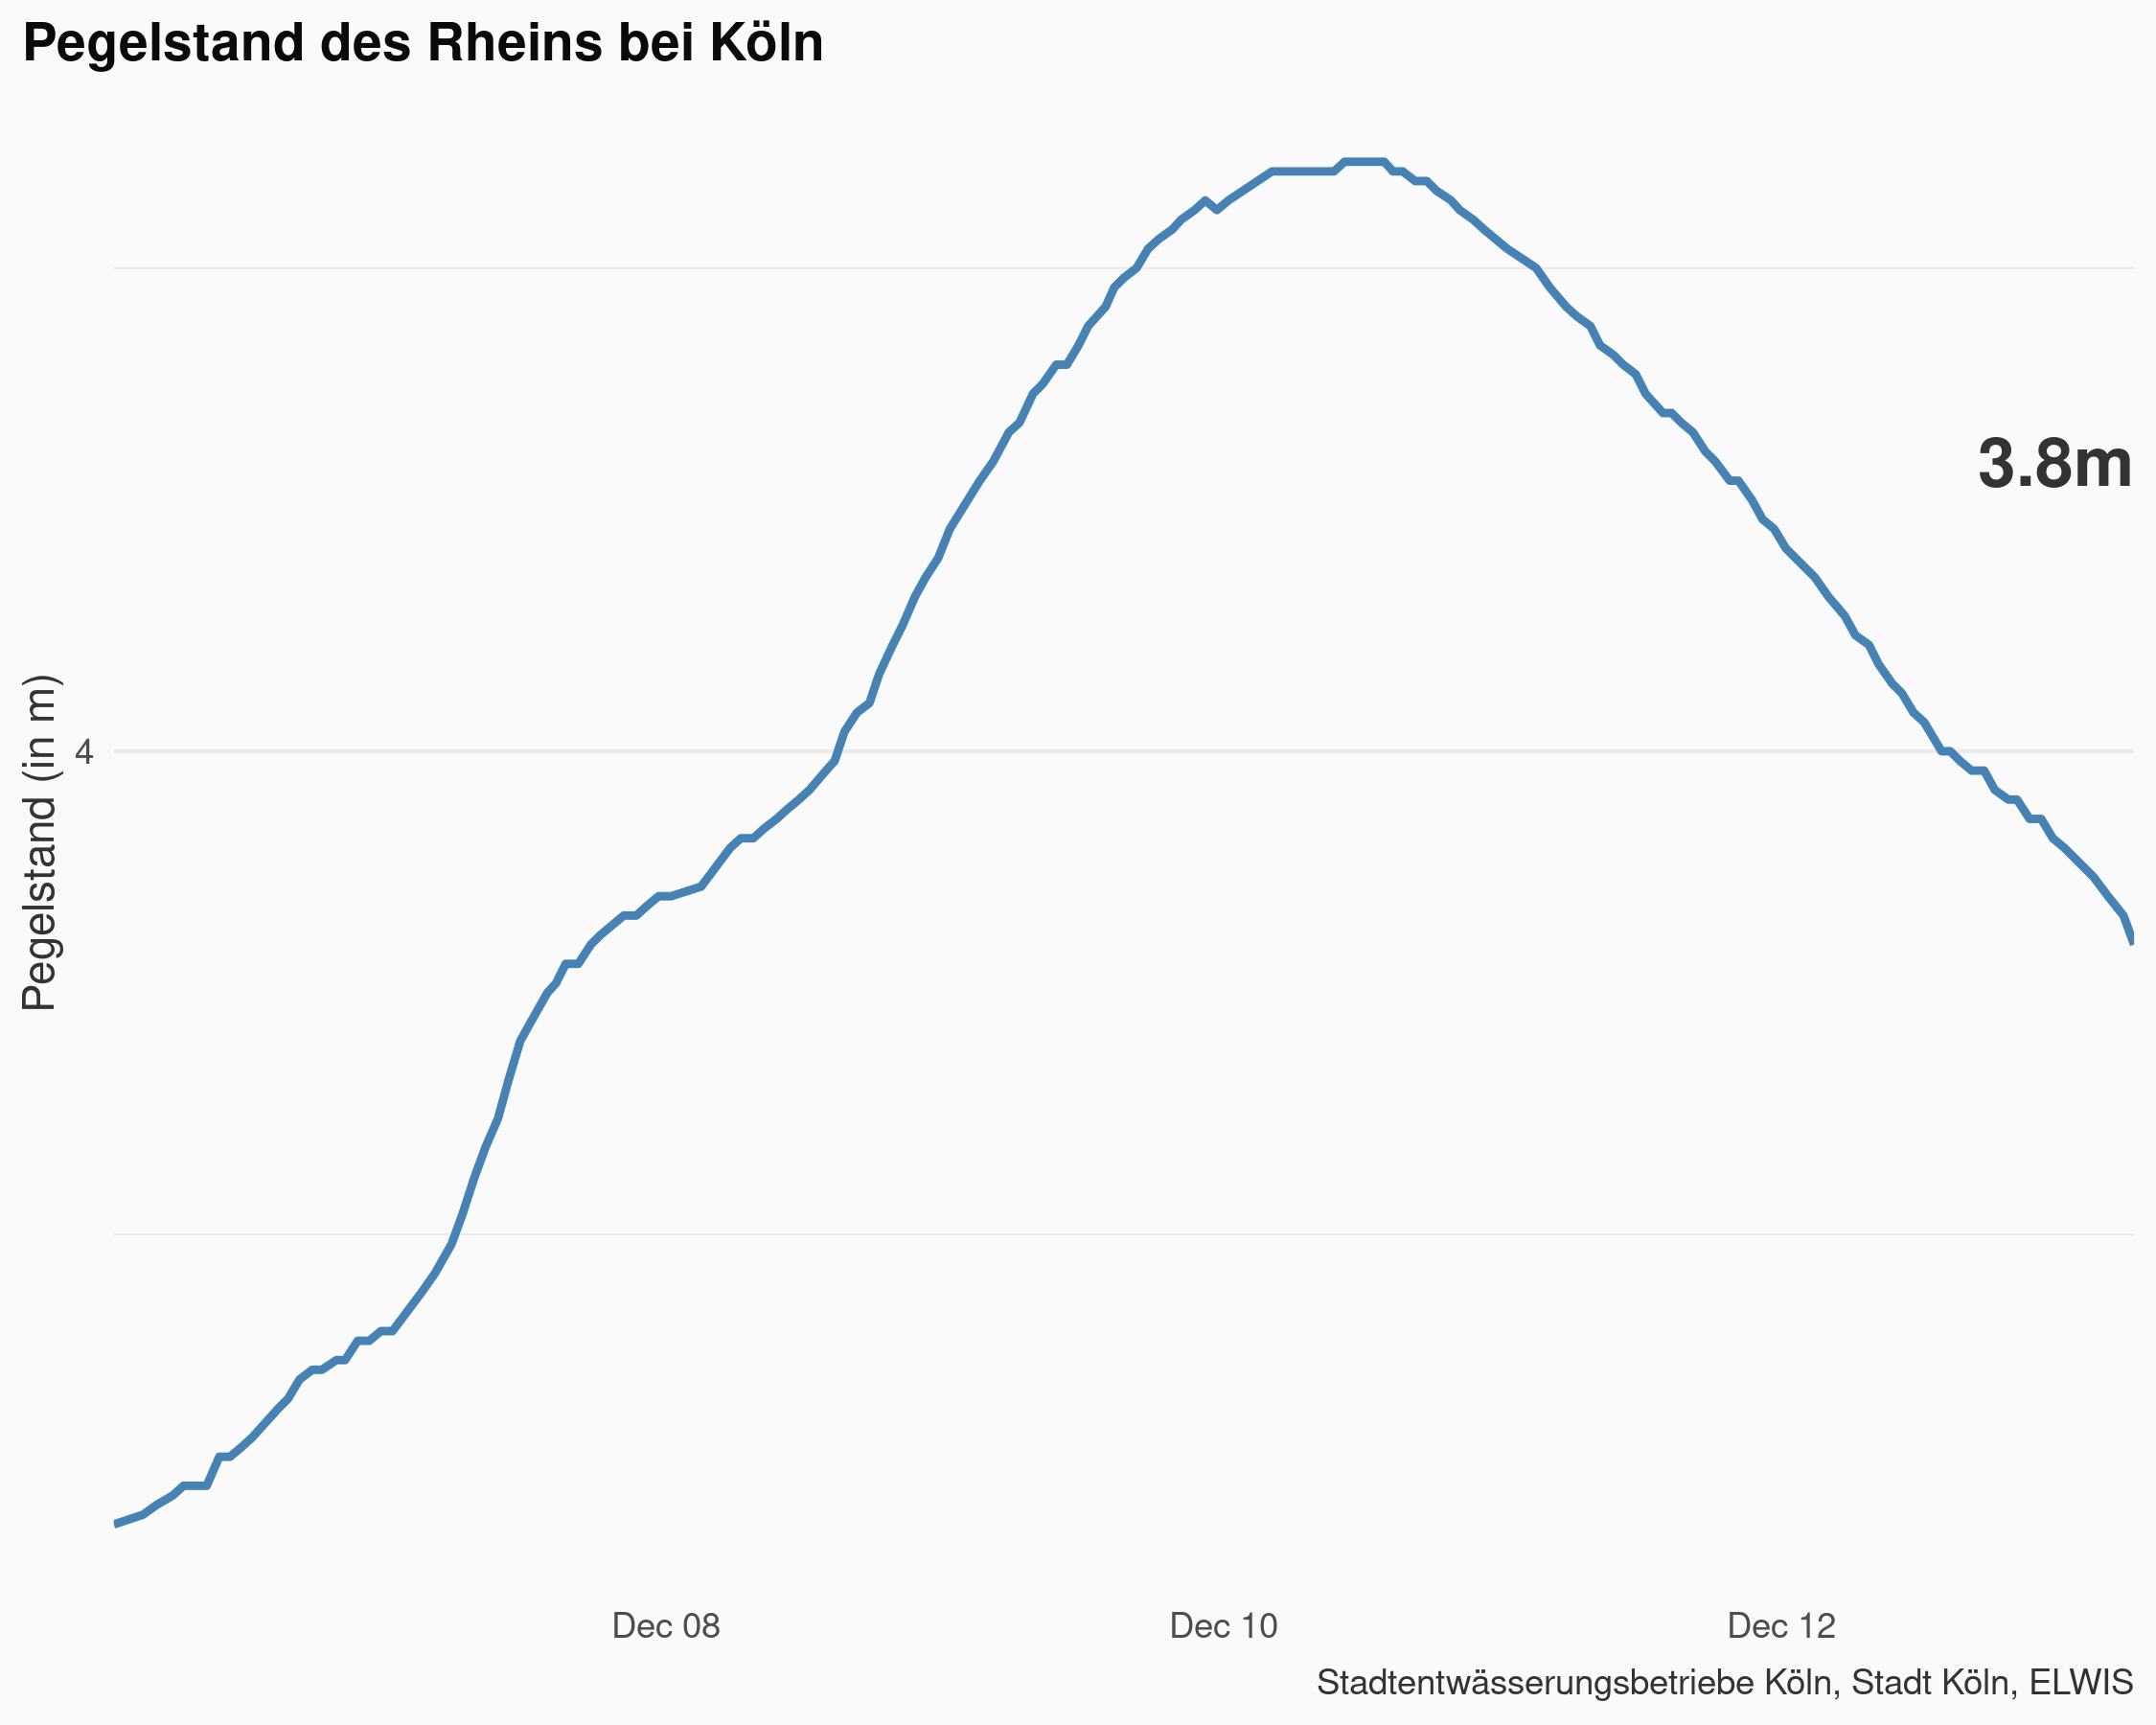 Pegelstand des Rheins bei Köln
3.8m
Pegelstand (in m)
4
Dec 08
Dec 10
Dec 12
Stadtentwässerungsbetriebe Köln, Stadt Köln, ELWIS